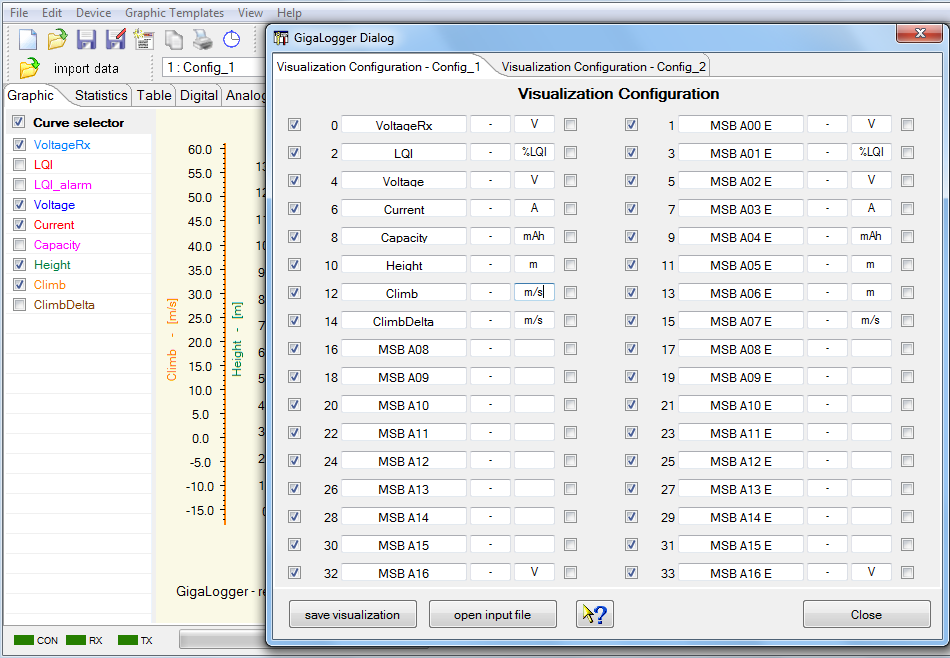 File Edit Device Graphic Templates View Help
import data
1 : Config_1
Graphic Statistics Table Digital Analog
Curve selector
VoltageRx
LQI
LQI_alarm
Voltage
Current
Capacity
Height
Climb
ClimbDelta
60.0
55.0
50.0
45.0
40.0
35.0
30.0
25.0
20.0
15.0
10.0
5.0
0.0
-5.0
-10.0
-15.0
Climb - [m/s]
Height - [m]
GigaLogger - re
CON RX TX
GigaLogger Dialog
Visualization Configuration - Config_1 Visualization Configuration - Config_2
Visualization Configuration
0 VoltageRx - V 1 MSB A00 E - V
2 LQI - %LQI 3 MSB A01 E - %LQI
4 Voltage - V 5 MSB A02 E - V
6 Current - A 7 MSB A03 E - A
8 Capacity - mAh 9 MSB A04 E - mAh
10 Height - m 11 MSB A05 E - m
12 Climb - m/s 13 MSB A06 E - m
14 ClimbDelta - m/s 15 MSB A07 E - m/s
16 MSB A08 - 17 MSB A08 E -
18 MSB A09 - 19 MSB A09 E -
20 MSB A10 - 21 MSB A10 E -
22 MSB A11 - 23 MSB A11 E -
24 MSB A12 - 25 MSB A12 E -
26 MSB A13 - 27 MSB A13 E -
28 MSB A14 - 29 MSB A14 E -
30 MSB A15 - 31 MSB A15 E -
32 MSB A16 - V 33 MSB A16 E - V
save visualization open input file ? Close